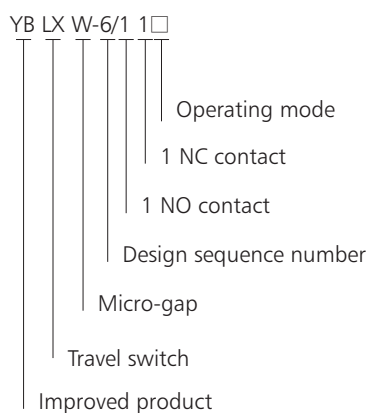 YB LX W-6/1 1□
Operating mode
1 NC contact
1 NO contact
Design sequence number
Micro-gap
Travel switch
Improved product